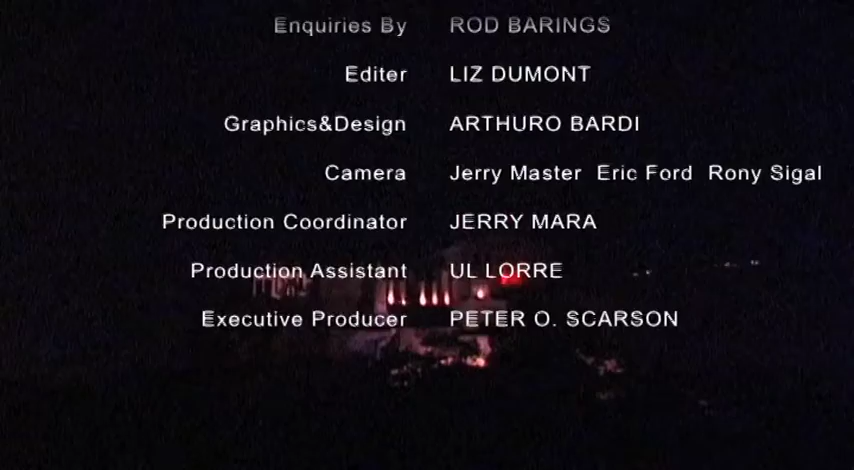 Enquiries By ROD BARINGS
Editer LIZ DUMONT
Graphics&Design ARTHURO BARDI
Camera Jerry Master Eric Ford Rony Sigal
Production Coordinator JERRY MARA
Production Assistant UL LORRE
Executive Producer PETER O. SCARSON